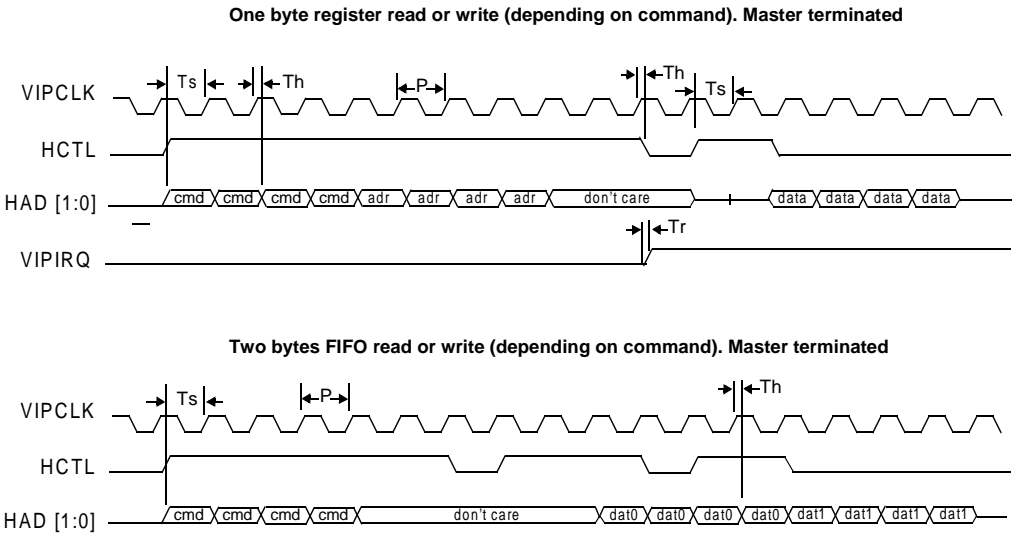 One byte register read or write (depending on command). Master terminated
Ts Th P Th Ts
VIPCLK
HCTL
HAD [1:0] cmd cmd cmd cmd adr adr adr adr don't care data data data data
Tr
VIPIRQ
Two bytes FIFO read or write (depending on command). Master terminated
Ts P Th
VIPCLK
HCTL
HAD [1:0] cmd cmd cmd cmd don't care dat0 dat0 dat0 dat0 dat1 dat1 dat1 dat1